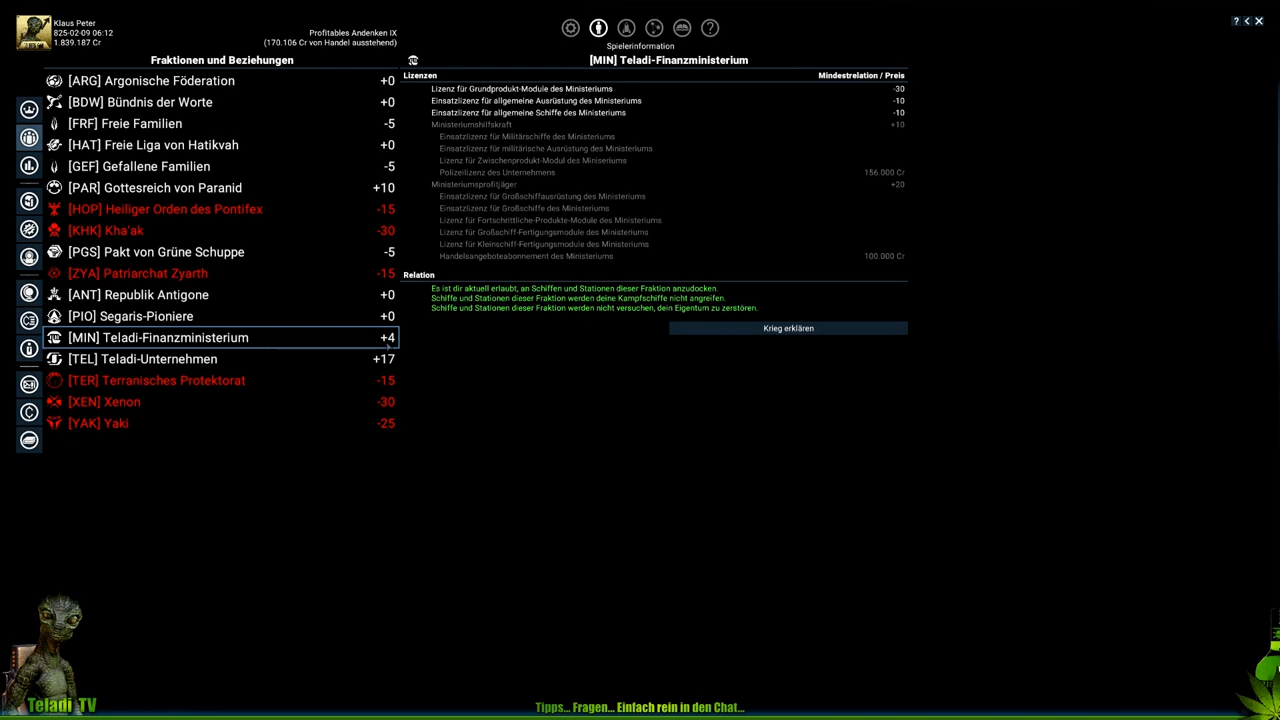 Klaus Peter
825-02-09 06:12
1.839.187 Cr
Profitables Andenken IX
(170.106 Cr von Handel ausstehend)
Spielerinformation
? < X
Fraktionen und Beziehungen
[ARG] Argonische Föderation +0
[BDW] Bündnis der Worte +0
[FRF] Freie Familien -5
[HAT] Freie Liga von Hatikvah +0
[GEF] Gefallene Familien -5
[PAR] Gottesreich von Paranid +10
[HOP] Heiliger Orden des Pontifex -15
[KHK] Kha'ak -30
[PGS] Pakt von Grüne Schuppe -5
[ZYA] Patriarchat Zyarth -15
[ANT] Republik Antigone +0
[PIO] Segaris-Pioniere +0
[MIN] Teladi-Finanzministerium +4
[TEL] Teladi-Unternehmen +17
[TER] Terranisches Protektorat -15
[XEN] Xenon -30
[YAK] Yaki -25
[MIN] Teladi-Finanzministerium
Lizenzen Mindestrelation / Preis
Lizenz für Grundprodukt-Module des Ministeriums -30
Einsatzlizenz für allgemeine Ausrüstung des Ministeriums -10
Einsatzlizenz für allgemeine Schiffe des Ministeriums -10
Ministeriumshilfskraft +10
Einsatzlizenz für Militärschiffe des Ministeriums
Einsatzlizenz für militärische Ausrüstung des Ministeriums
Lizenz für Zwischenprodukt-Modul des Miniseriums
Polizeilizenz des Unternehmens 156.000 Cr
Ministeriumsprofitjäger +20
Einsatzlizenz für Großschiffausrüstung des Ministeriums
Einsatzlizenz für Großschiffe des Ministeriums
Lizenz für Fortschrittliche-Produkte-Module des Ministeriums
Lizenz für Großschiff-Fertigungsmodule des Ministeriums
Lizenz für Kleinschiff-Fertigungsmodule des Ministeriums
Handelsangeboteabonnement des Ministeriums 100.000 Cr
Relation
Es ist dir aktuell erlaubt, an Schiffen und Stationen dieser Fraktion anzudocken.
Schiffe und Stationen dieser Fraktion werden deine Kampfschiffe nicht angreifen.
Schiffe und Stationen dieser Fraktion werden nicht versuchen, dein Eigentum zu zerstören.
Krieg erklären
Teladi TV
Tipps... Fragen... Einfach rein in den Chat...